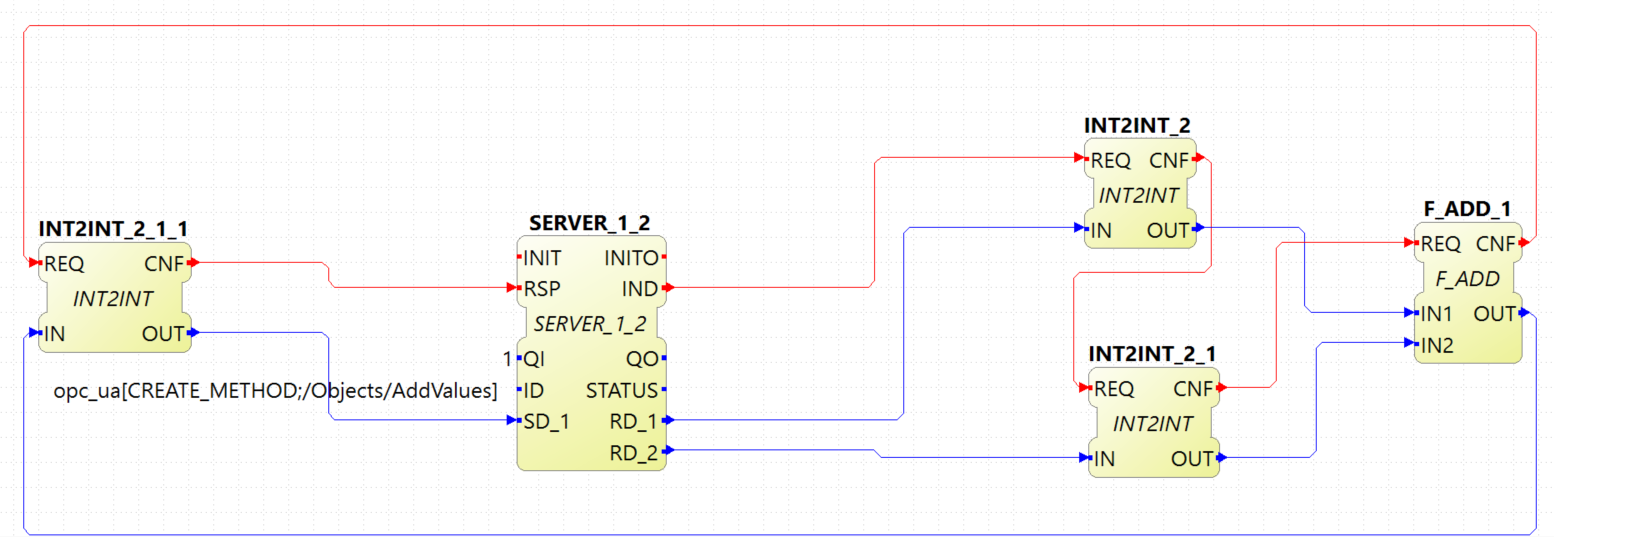 INT2INT_2
REQ CNF
INT2INT
IN OUT
F_ADD_1
REQ CNF
F_ADD
IN1 OUT
IN2
SERVER_1_2
INIT INITO
RSP IND
SERVER_1_2
1 QI QO
opc_ua[CREATE_METHOD;/Objects/AddValues] ID STATUS
SD_1 RD_1
RD_2
INT2INT_2_1_1
REQ CNF
INT2INT
IN OUT
INT2INT_2_1
REQ CNF
INT2INT
IN OUT